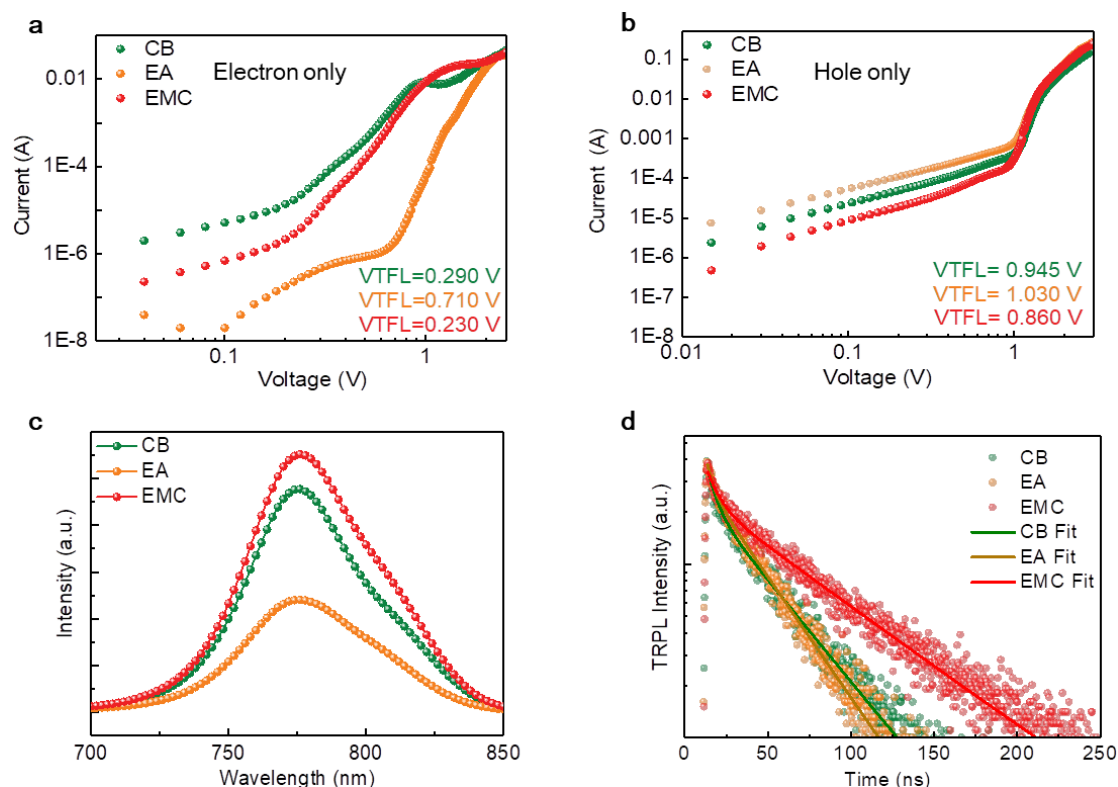 a
CB
EA
EMC
Electron only
0.01
1E-4
1E-6
1E-8
Current (A)
VTFL=0.290 V
VTFL=0.710 V
VTFL=0.230 V
0.1
1
Voltage (V)
b
CB
EA
EMC
Hole only
0.1
0.01
0.001
1E-4
1E-5
1E-6
1E-7
1E-8
Current (A)
VTFL= 0.945 V
VTFL= 1.030 V
VTFL= 0.860 V
0.01
0.1
1
Voltage (V)
c
CB
EA
EMC
Intensity (a.u.)
700
750
800
850
Wavelength (nm)
d
CB
EA
EMC
CB Fit
EA Fit
EMC Fit
TRPL Intensity (a.u.)
0
50
100
150
200
250
Time (ns)